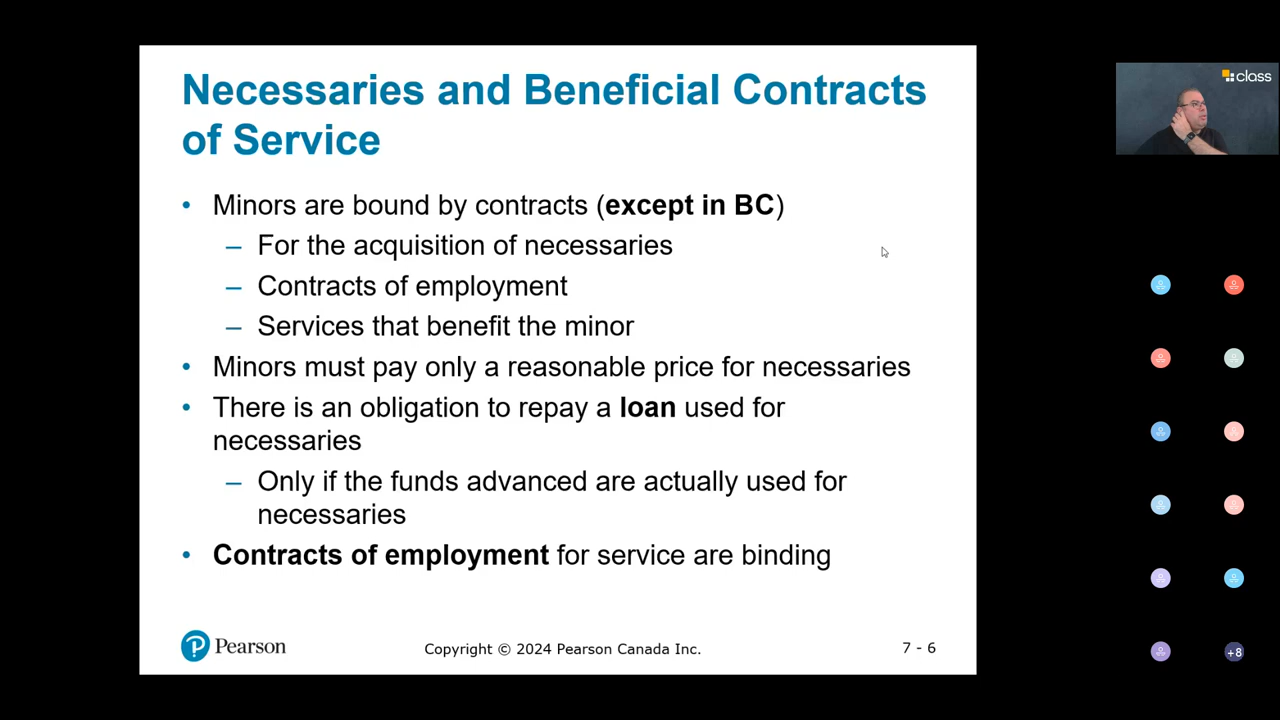 Necessaries and Beneficial Contracts
of Service
• Minors are bound by contracts (except in BC)
– For the acquisition of necessaries
– Contracts of employment
– Services that benefit the minor
• Minors must pay only a reasonable price for necessaries
• There is an obligation to repay a loan used for
necessaries
– Only if the funds advanced are actually used for
necessaries
• Contracts of employment for service are binding
Pearson
Copyright © 2024 Pearson Canada Inc.
7 - 6
class
+8